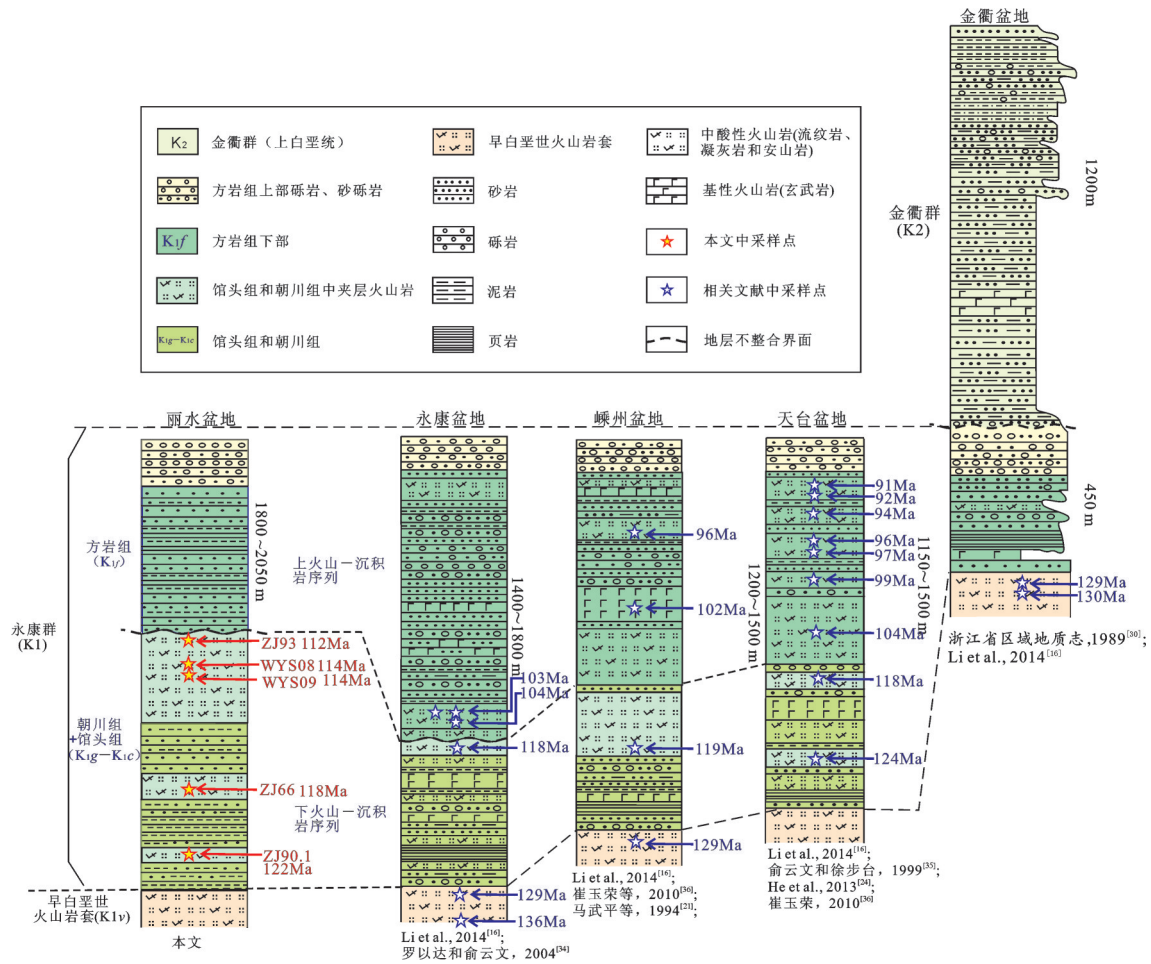 金衢盆地
K2
金衢群（上白垩统）
早白垩世火山岩套
中酸性火山岩(流纹岩、
凝灰岩和安山岩)
方岩组上部砾岩、砂砾岩
砂岩
基性火山岩(玄武岩)
K1f
方岩组下部
砾岩
本文中采样点
馆头组和朝川组中夹层火山岩
泥岩
相关文献中采样点
K1g－K1c
馆头组和朝川组
页岩
地层不整合界面
1200m
金衢群
(K2)
450 m
129Ma
130Ma
浙江省区域地质志,1989[30];
Li et al., 2014[16]
丽水盆地
永康盆地
嵊州盆地
天台盆地
永康群
(K1)
方岩组
(K1f)
朝川组
+馆头组
(K1g－K1c)
早白垩世
火山岩套(K1v)
1800~2050 m
ZJ93 112Ma
WYS08 114Ma
WYS09 114Ma
ZJ66 118Ma
ZJ90.1
122Ma
本文
上火山－沉积
岩序列
下火山－沉积
岩序列
1400~1800 m
103Ma
104Ma
118Ma
129Ma
136Ma
Li et al., 2014[16];
罗以达和俞云文, 2004[34]
96Ma
102Ma
119Ma
129Ma
1200~1500m
Li et al., 2014[16];
崔玉荣等, 2010[36]
马武平等, 1994[21];
91Ma
92Ma
94Ma
96Ma
97Ma
99Ma
104Ma
118Ma
124Ma
1150~1500m
Li et al., 2014[16];
俞云文和徐步台, 1999[35];
He et al., 2013[24];
崔玉荣, 2010[36]